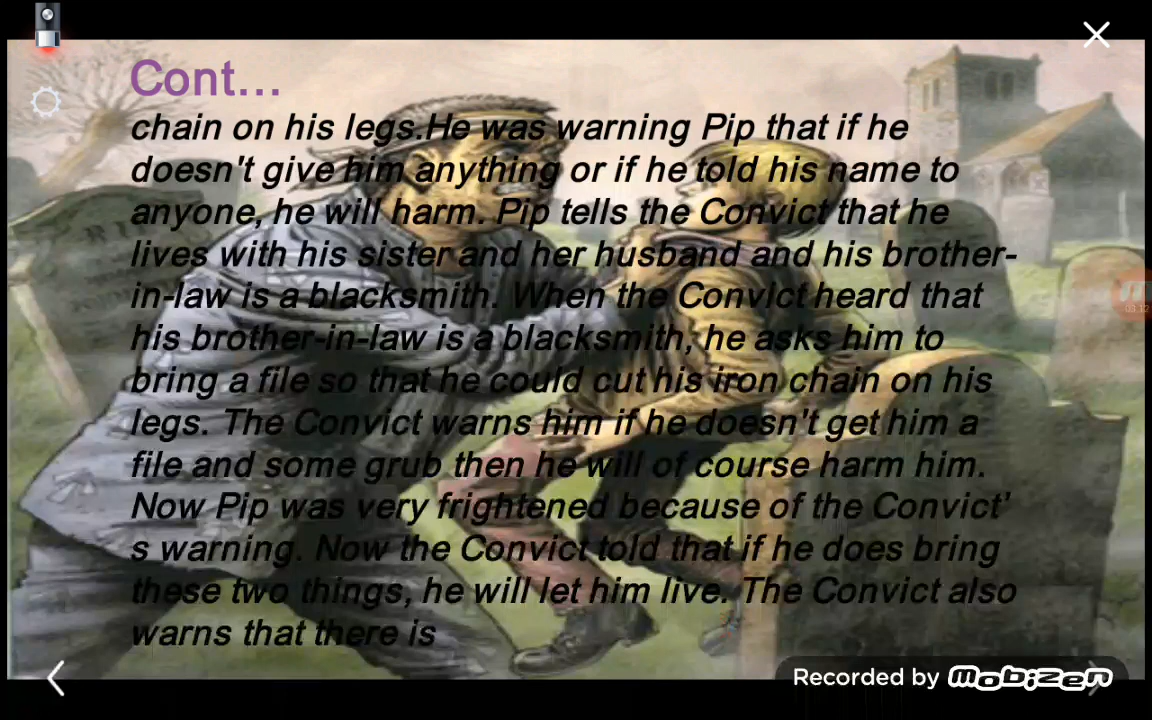 Cont...
chain on his legs.He was warning Pip that if he
doesn't give him anything or if he told his name to
anyone, he will harm. Pip tells the Convict that he
lives with his sister and her husband and his brother-
in-law is a blacksmith. When the Convict heard that
his brother-in-law is a blacksmith, he asks him to
bring a file so that he could cut his iron chain on his
legs. The Convict warns him if he doesn't get him a
file and some grub then he will of course harm him.
Now Pip was very frightened because of the Convict'
s warning. Now the Convict told that if he does bring
these two things, he will let him live. The Convict also
warns that there is
03:12
Recorded by mobizen